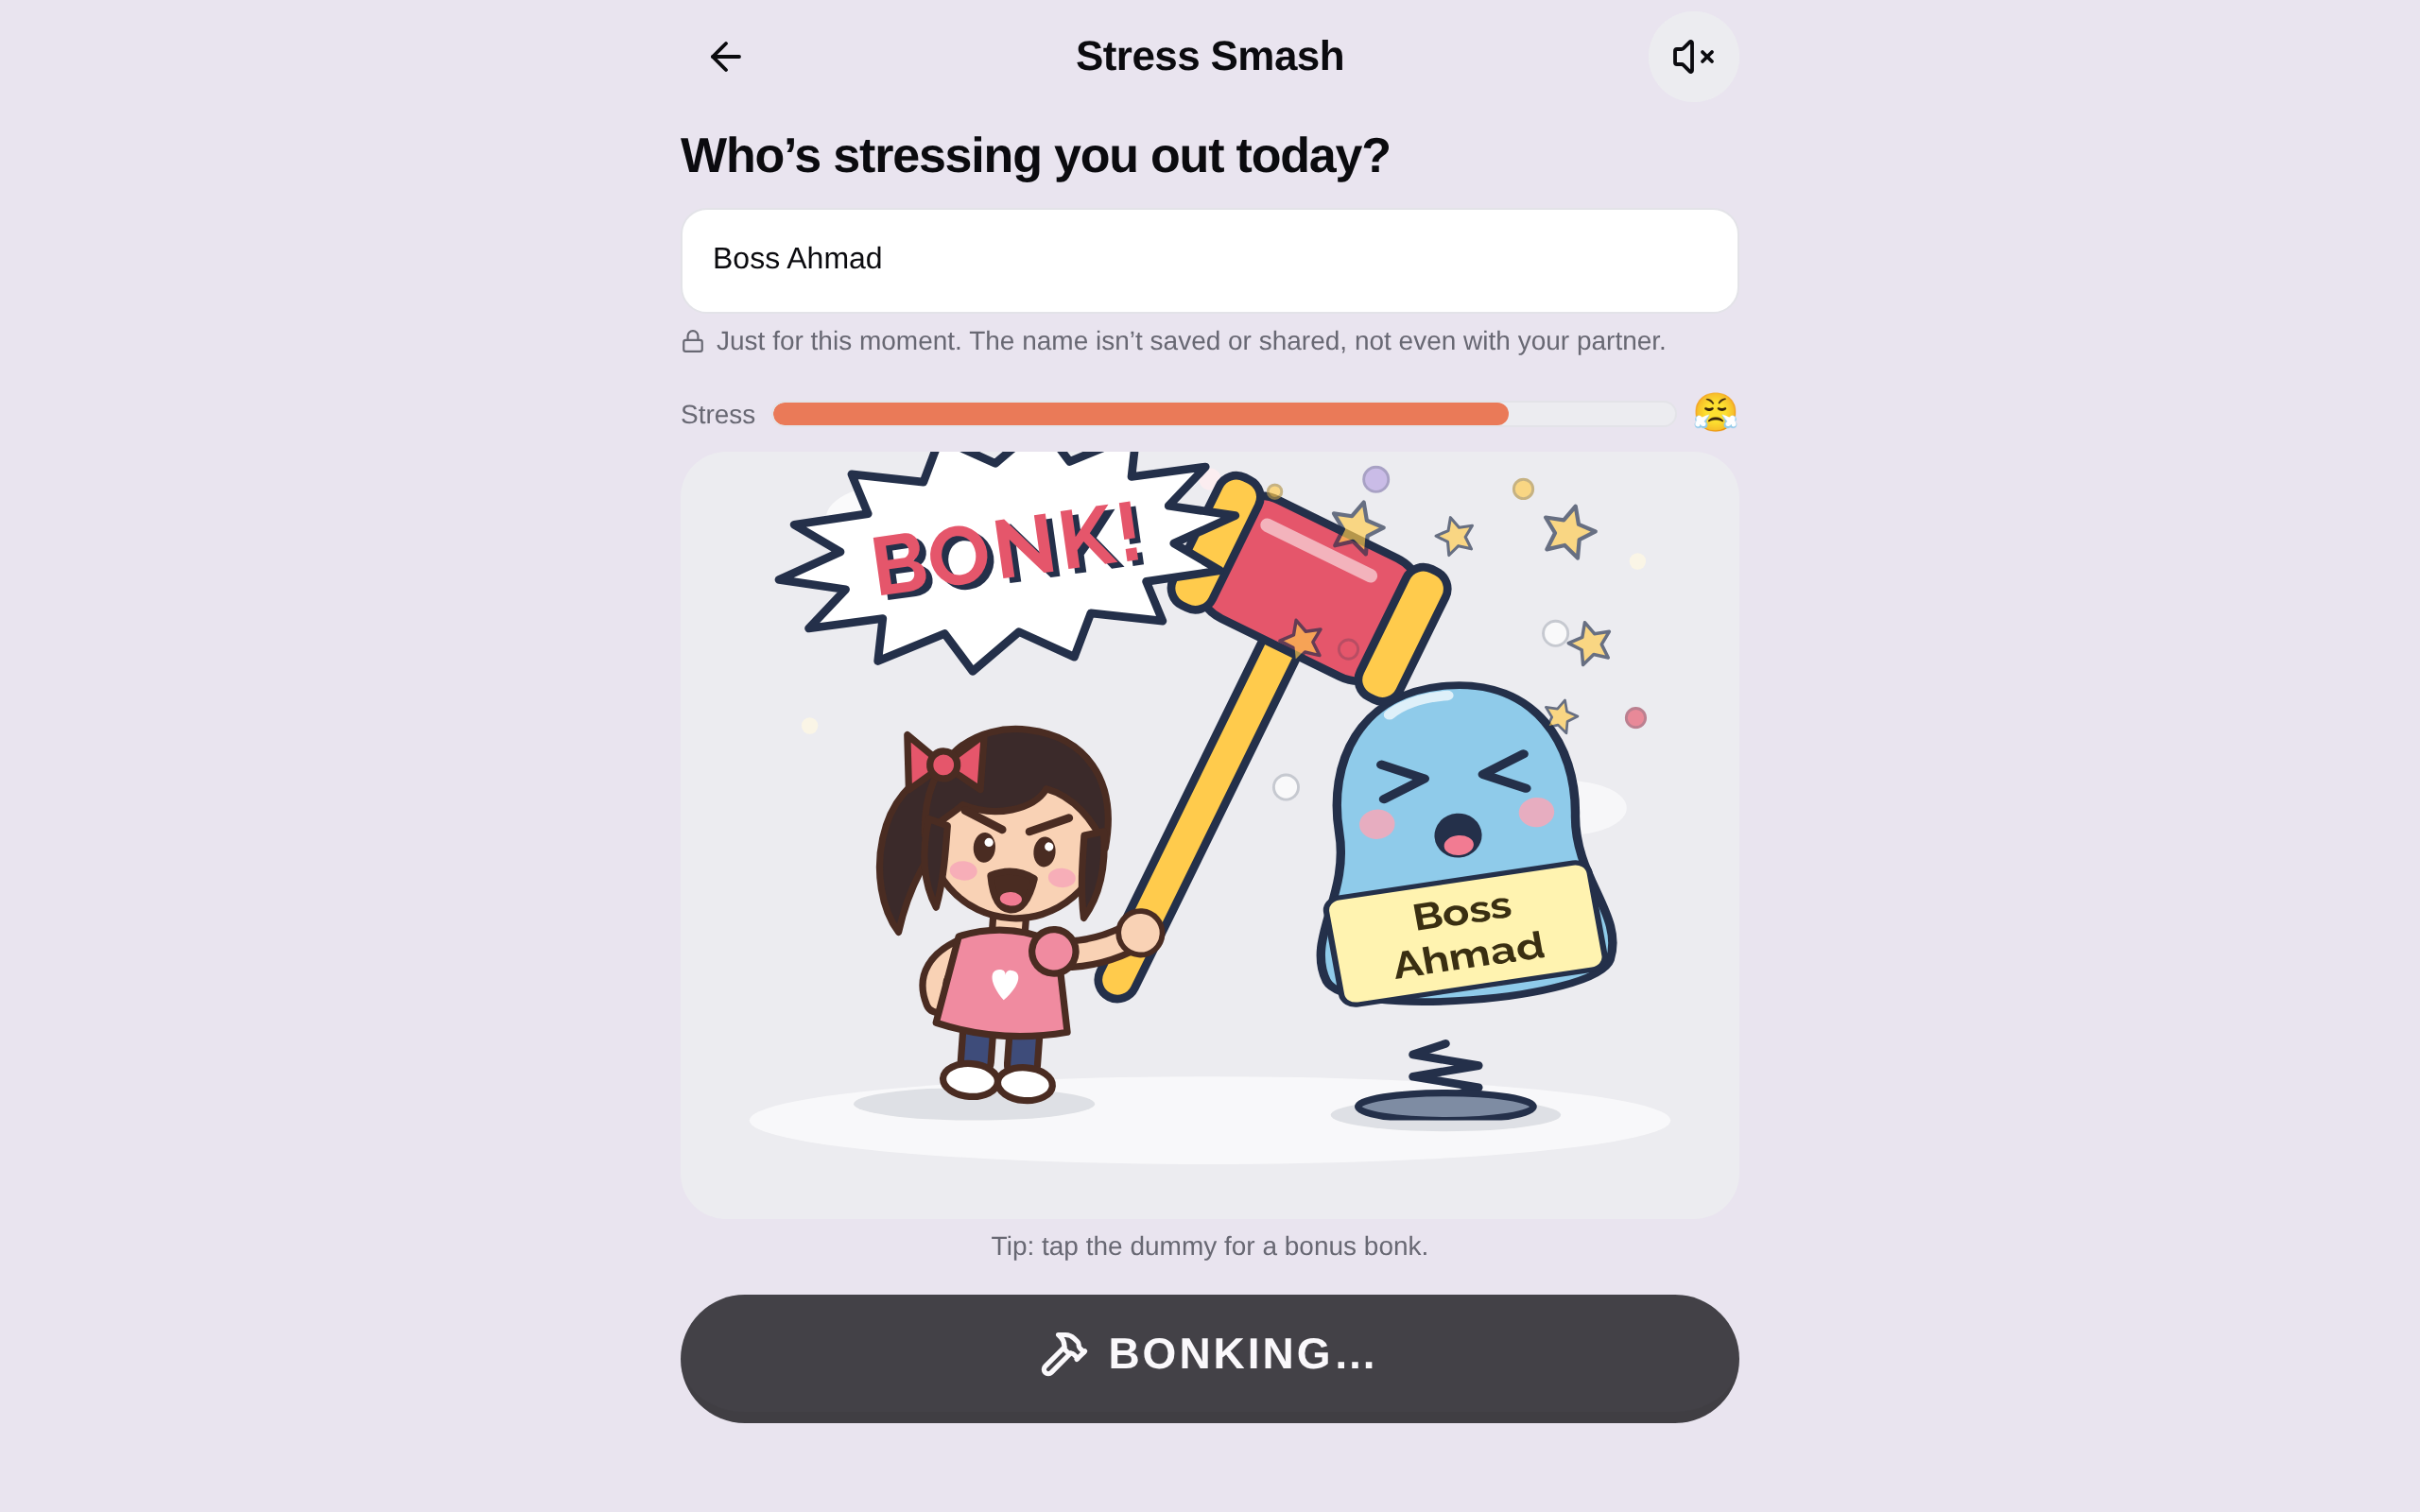 Stress Smash
Who’s stressing you out today?
Boss Ahmad
Just for this moment. The name isn’t saved or shared, not even with your partner.
Stress
BONK!
Boss
Ahmad
Tip: tap the dummy for a bonus bonk.
BONKING…